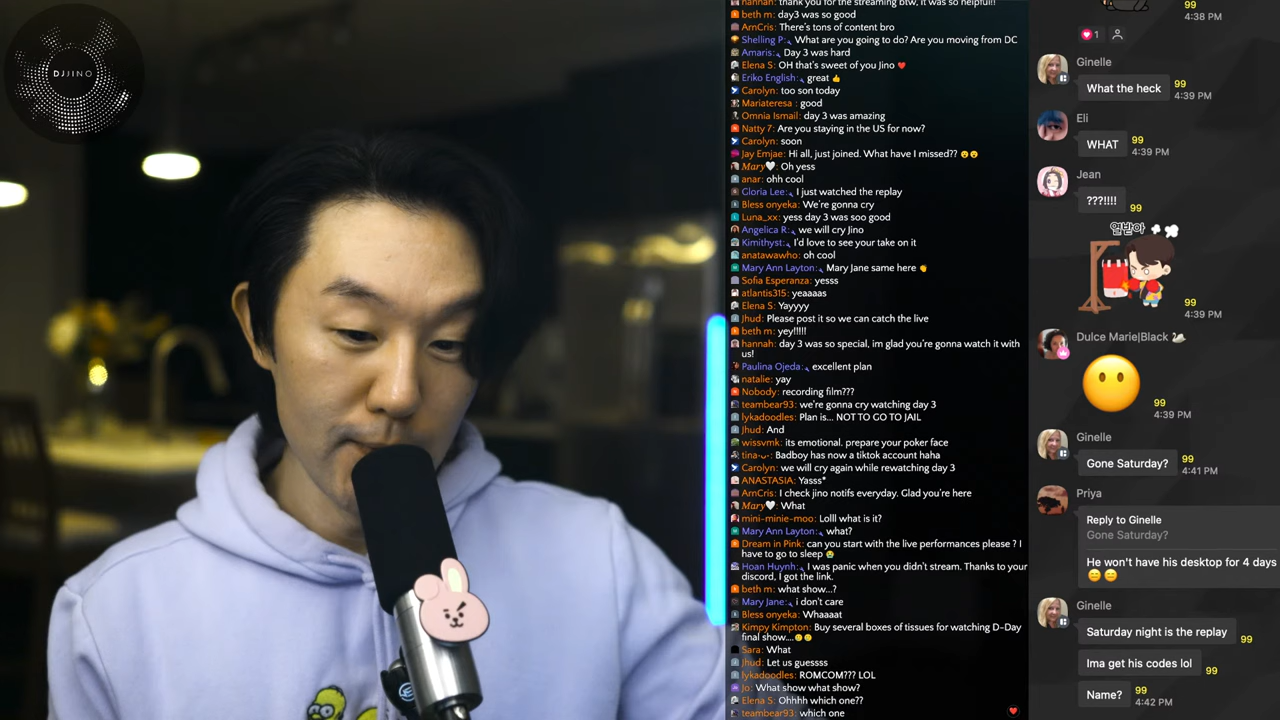 DJJINO
hannah: thank you for the streaming btw, it was so helpful!!
beth m: day3 was so good
ArnCris: There's tons of content bro
Shelling P: What are you going to do? Are you moving from DC
Amaris: Day 3 was hard
Elena S: OH that's sweet of you Jino ❤️
Eriko English: great 👍
Carolyn: too son today
Mariateresa : good
Omnia Ismail: day 3 was amazing
Natty 7: Are you staying in the US for now?
Carolyn: soon
Jay Emjae: Hi all, just joined. What have I missed?? 😮😮
Mary🤍: Oh yess
anar: ohh cool
Gloria Lee: I just watched the replay
Bless onyeka: We're gonna cry
Luna_xx: yess day 3 was soo good
Angelica R: we will cry Jino
Kimithyst: I'd love to see your take on it
anatawawho: oh cool
Mary Ann Layton: Mary Jane same here 👏
Sofia Esperanza: yesss
atlantis315: yeaaaas
Elena S: Yayyyy
Jhud: Please post it so we can catch the live
beth m: yey!!!!!
hannah: day 3 was so special, im glad you're gonna watch it with
us!
Paulina Ojeda: excellent plan
natalie: yay
Nobody: recording film???
teambear93: we're gonna cry watching day 3
lykadoodles: Plan is... NOT TO GO TO JAIL
Jhud: And
wissvmk: its emotional. prepare your poker face
tina-ᴗ-: Badboy has now a tiktok account haha
Carolyn: we will cry again while rewatching day 3
ANASTASIA: Yasss*
ArnCris: I check jino notifs everyday. Glad you're here
Mary🤍: What
mini-minie-moo: Lolll what is it?
Mary Ann Layton: what?
Dream in Pink: can you start with the live performances please ? I
have to go to sleep 😭
Hoan Huynh: I was panic when you didn't stream. Thanks to your
discord, I got the link.
beth m: what show...?
Mary Jane: i don't care
Bless onyeka: Whaaaat
Kimpy Kimpton: Buy several boxes of tissues for watching D-Day
final show....🥲🥲
Sara: What
Jhud: Let us guessss
lykadoodles: ROMCOM??? LOL
Jo: What show what show?
Elena S: Ohhhh which one??
teambear93: which one
99
4:38 PM
1
Ginelle
What the heck
99
4:39 PM
Eli
WHAT
99
4:39 PM
Jean
???!!!!
99
열받아
99
4:39 PM
Dulce Marie|Black 🦢
99
4:39 PM
Ginelle
Gone Saturday?
99
4:41 PM
Priya
Reply to Ginelle
Gone Saturday?
He won't have his desktop for 4 days
😊😊
Ginelle
Saturday night is the replay
99
Ima get his codes lol
99
Name?
99
4:42 PM